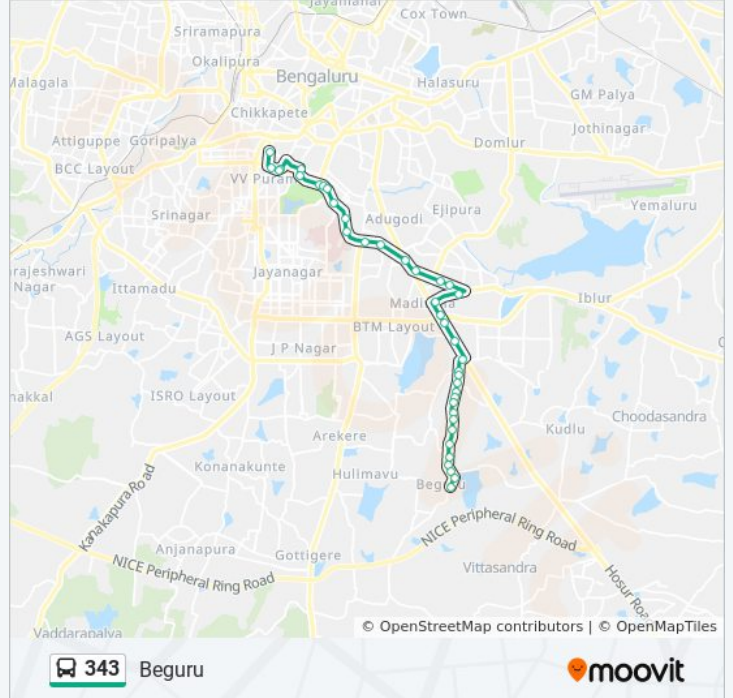 Jayamahal
Cox Town
Sriramapura
Okalipura
Malagala
Bengaluru
Halasuru
GM Palya
Chikkapete
Jothinagar
Attiguppe
Goripalya
Domlur
BCC Layout
VV Puram
Yemaluru
Srinagar
Adugodi
Ejipura
arajeshwari
Nagar
Jayanagar
Ittamadu
Iblur
Madi
BTM Layout
AGS Layout
J P Nagar
nakkal
ISRO Layout
Choodasandra
Arekere
Kudlu
Konanakunte
Hulimavu
Beguru
Kanakapura Road
NICE Peripheral Ring Road
Anjanapura
Gottigere
NICE Peripheral Ring Road
Vittasandra
Hosur Roa
Vaddarapalya
© OpenStreetMap contributors | © OpenMapTiles
343 Beguru
moovit